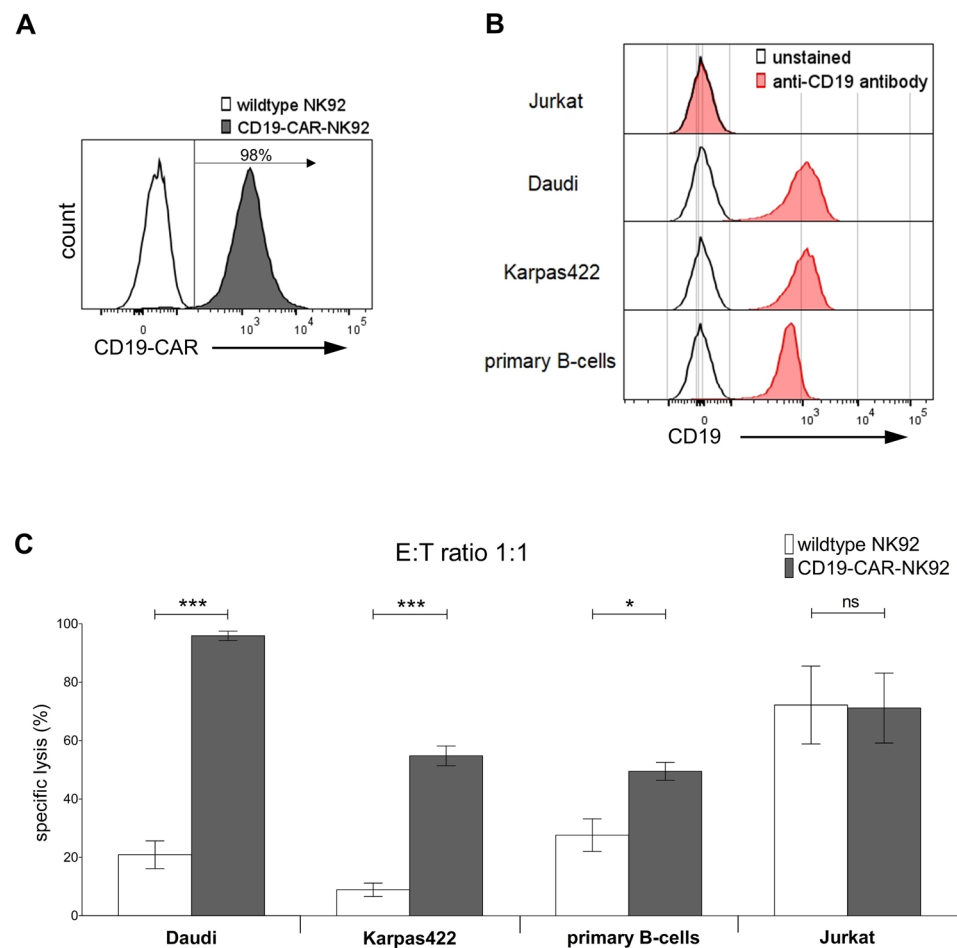 A
wildtype NK92
CD19-CAR-NK92
98%
count
0
10³
10⁴
10⁵
CD19-CAR
B
unstained
anti-CD19 antibody
Jurkat
Daudi
Karpas422
primary B-cells
0
10³
10⁴
10⁵
CD19
C
E:T ratio 1:1
wildtype NK92
CD19-CAR-NK92
***
***
*
ns
specific lysis (%)
100
80
60
40
20
0
Daudi
Karpas422
primary B-cells
Jurkat